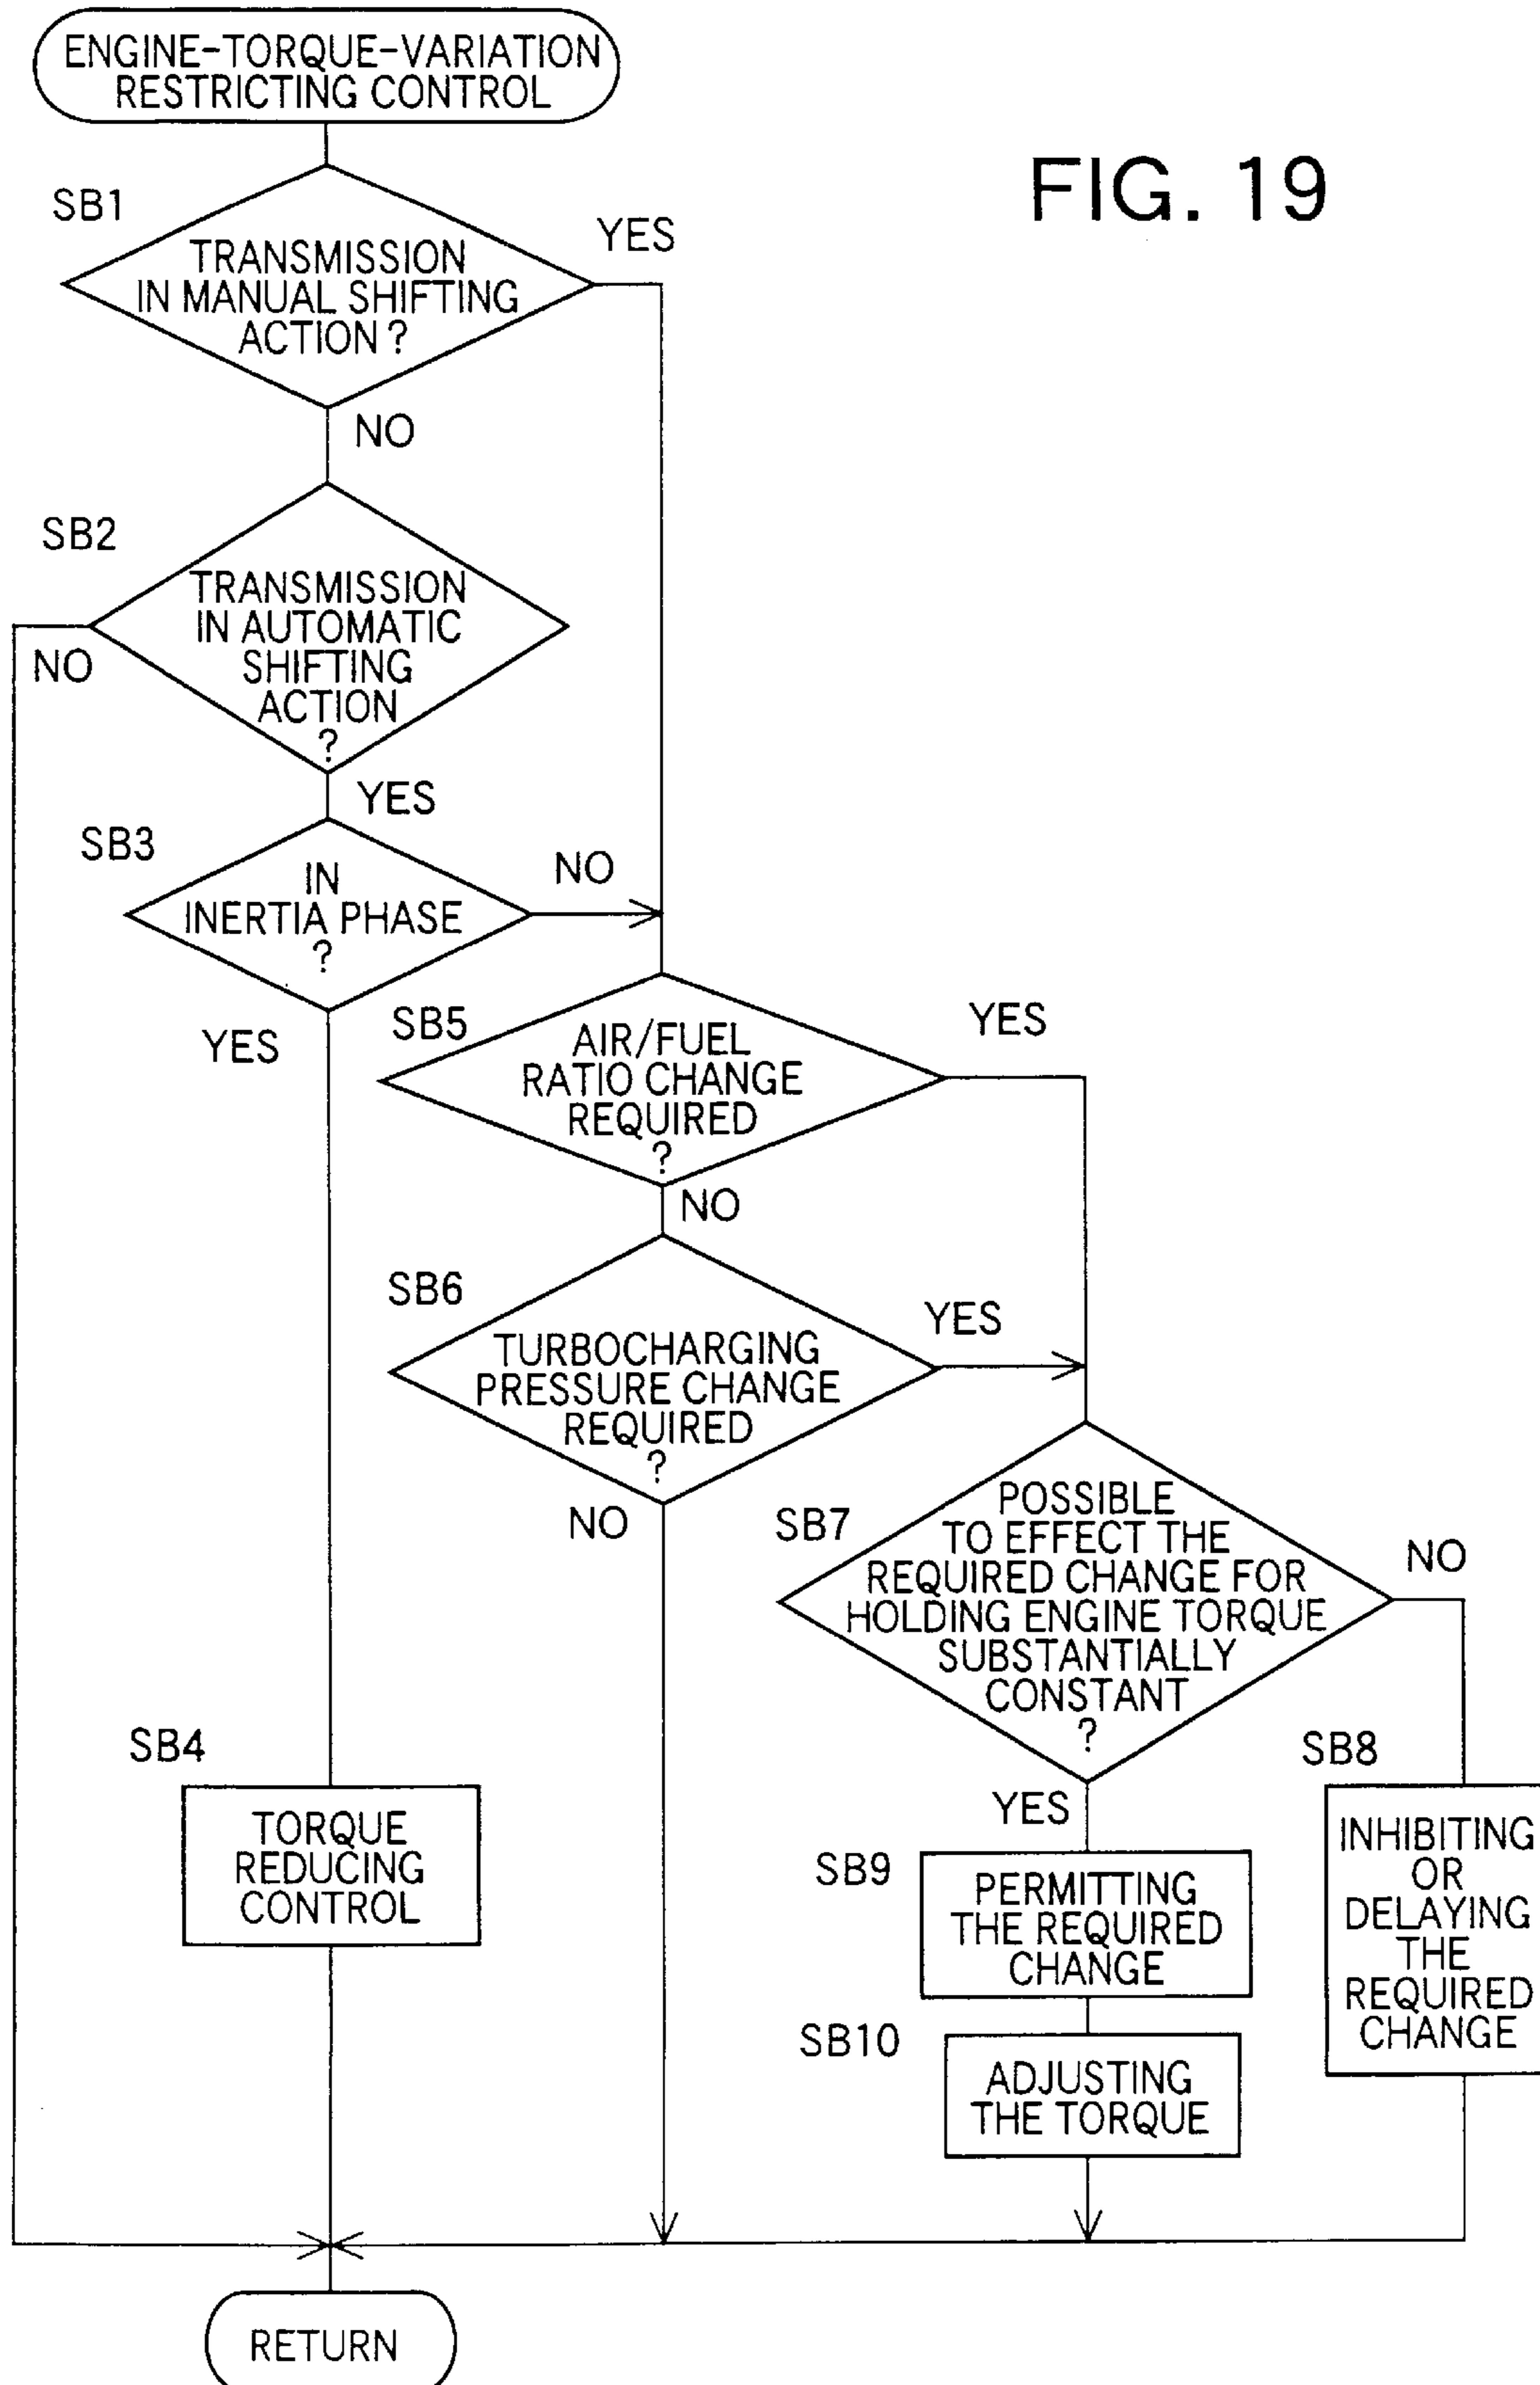 ENGINE-TORQUE-VARIATION
RESTRICTING CONTROL
FIG. 19
SB1
TRANSMISSION
IN MANUAL SHIFTING
ACTION?
YES
NO
SB2
TRANSMISSION
IN AUTOMATIC
SHIFTING
ACTION
?
NO
YES
SB3
IN
INERTIA PHASE
?
NO
YES
SB5
AIR/FUEL
RATIO CHANGE
REQUIRED
?
YES
NO
SB6
TURBOCHARGING
PRESSURE CHANGE
REQUIRED
?
YES
NO
SB7
POSSIBLE
TO EFFECT THE
REQUIRED CHANGE FOR
HOLDING ENGINE TORQUE
SUBSTANTIALLY
CONSTANT
?
NO
YES
SB4
TORQUE
REDUCING
CONTROL
SB8
INHIBITING
OR
DELAYING
THE
REQUIRED
CHANGE
SB9
PERMITTING
THE REQUIRED
CHANGE
SB10
ADJUSTING
THE TORQUE
RETURN